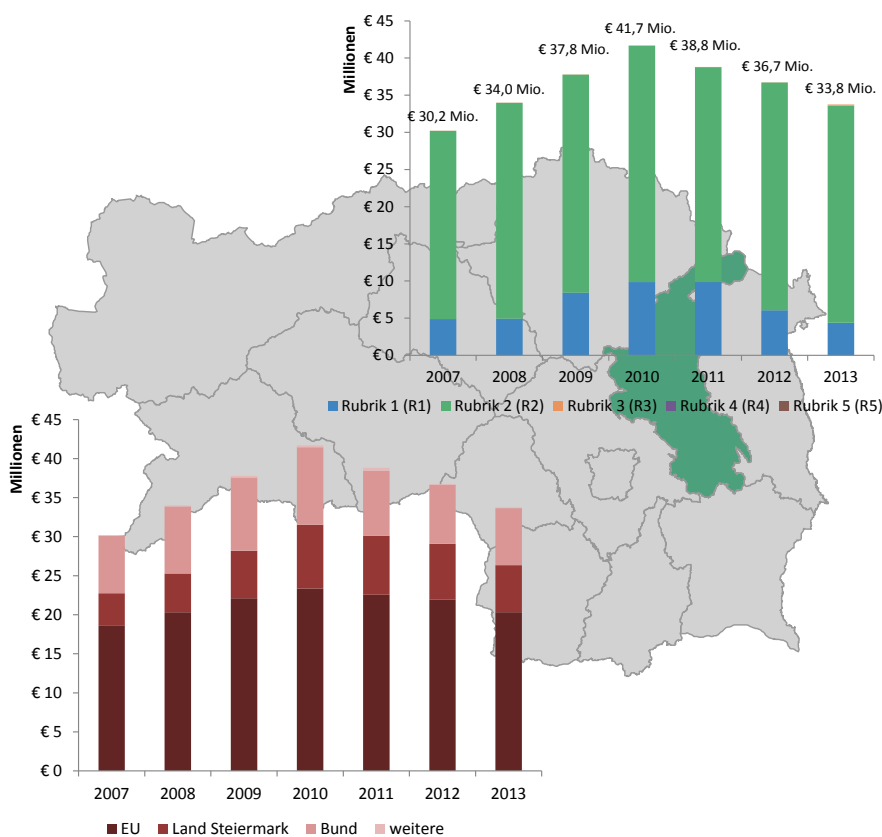 Millionen
€ 45
€ 40
€ 35
€ 30
€ 25
€ 20
€ 15
€ 10
€ 5
€ 0
€ 30,2 Mio.
€ 34,0 Mio.
€ 37,8 Mio.
€ 41,7 Mio.
€ 38,8 Mio.
€ 36,7 Mio.
€ 33,8 Mio.
2007 2008 2009 2010 2011 2012 2013
Rubrik 1 (R1) Rubrik 2 (R2) Rubrik 3 (R3) Rubrik 4 (R4) Rubrik 5 (R5)
Millionen
€ 45
€ 40
€ 35
€ 30
€ 25
€ 20
€ 15
€ 10
€ 5
€ 0
2007 2008 2009 2010 2011 2012 2013
EU Land Steiermark Bund weitere